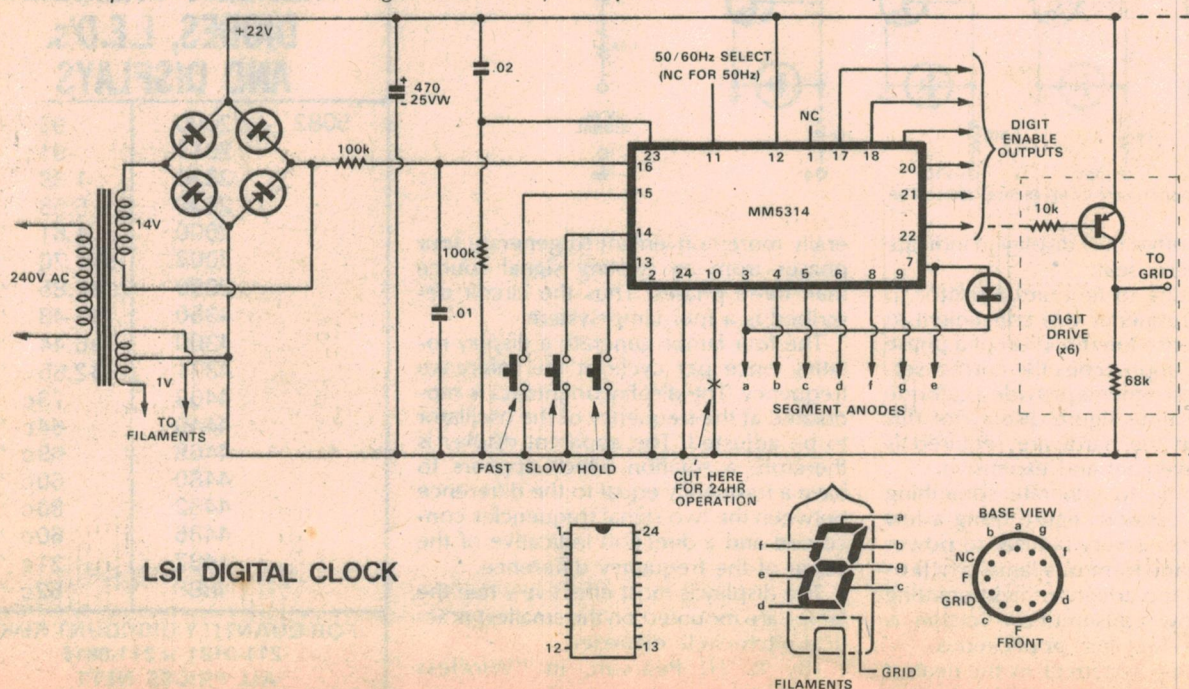 +22V
.02
+
470
- 25VW
50/60Hz SELECT
(NC FOR 50Hz)
NC
DIGIT
ENABLE
OUTPUTS
23
11
12
1
17
18
16
15
14
13
20
21
22
7
MM5314
2
24
10
3
4
5
6
8
9
100k
14V
240V AC
1V
TO
FILAMENTS
100k
.01
10k
TO
GRID
DIGIT
DRIVE
(x6)
68k
a b c d f g e
SEGMENT ANODES
FAST SLOW HOLD
CUT HERE
FOR 24HR
OPERATION
LSI DIGITAL CLOCK
24
12
13
a
f
b
g
e
c
d
GRID
FILAMENTS
BASE VIEW
a
b
g
NC
F
GRID
e
d
c
F
FRONT